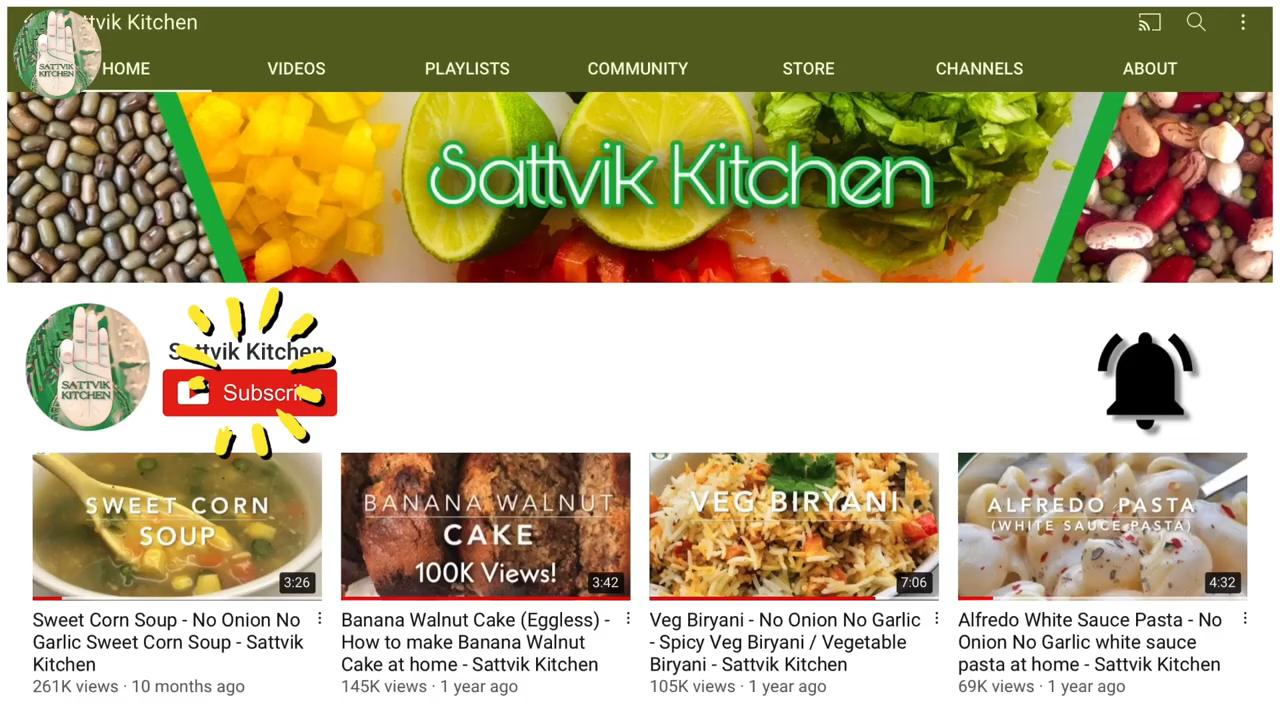 Sattvik Kitchen
SATTVIK
KITCHEN
HOME
VIDEOS
PLAYLISTS
COMMUNITY
STORE
CHANNELS
ABOUT
Sattvik Kitchen
SATTVIK
KITCHEN
Sattvik Kitchen
Subscribe
SWEET CORN
SOUP
3:26
BANANA WALNUT
CAKE
100K Views!
3:42
VEG BIRYANI
7:06
ALFREDO PASTA
(WHITE SAUCE PASTA)
4:32
Sweet Corn Soup - No Onion No
Garlic Sweet Corn Soup - Sattvik
Kitchen
261K views · 10 months ago
Banana Walnut Cake (Eggless) -
How to make Banana Walnut
Cake at home - Sattvik Kitchen
145K views · 1 year ago
Veg Biryani - No Onion No Garlic
- Spicy Veg Biryani / Vegetable
Biryani - Sattvik Kitchen
105K views · 1 year ago
Alfredo White Sauce Pasta - No
Onion No Garlic white sauce
pasta at home - Sattvik Kitchen
69K views · 1 year ago